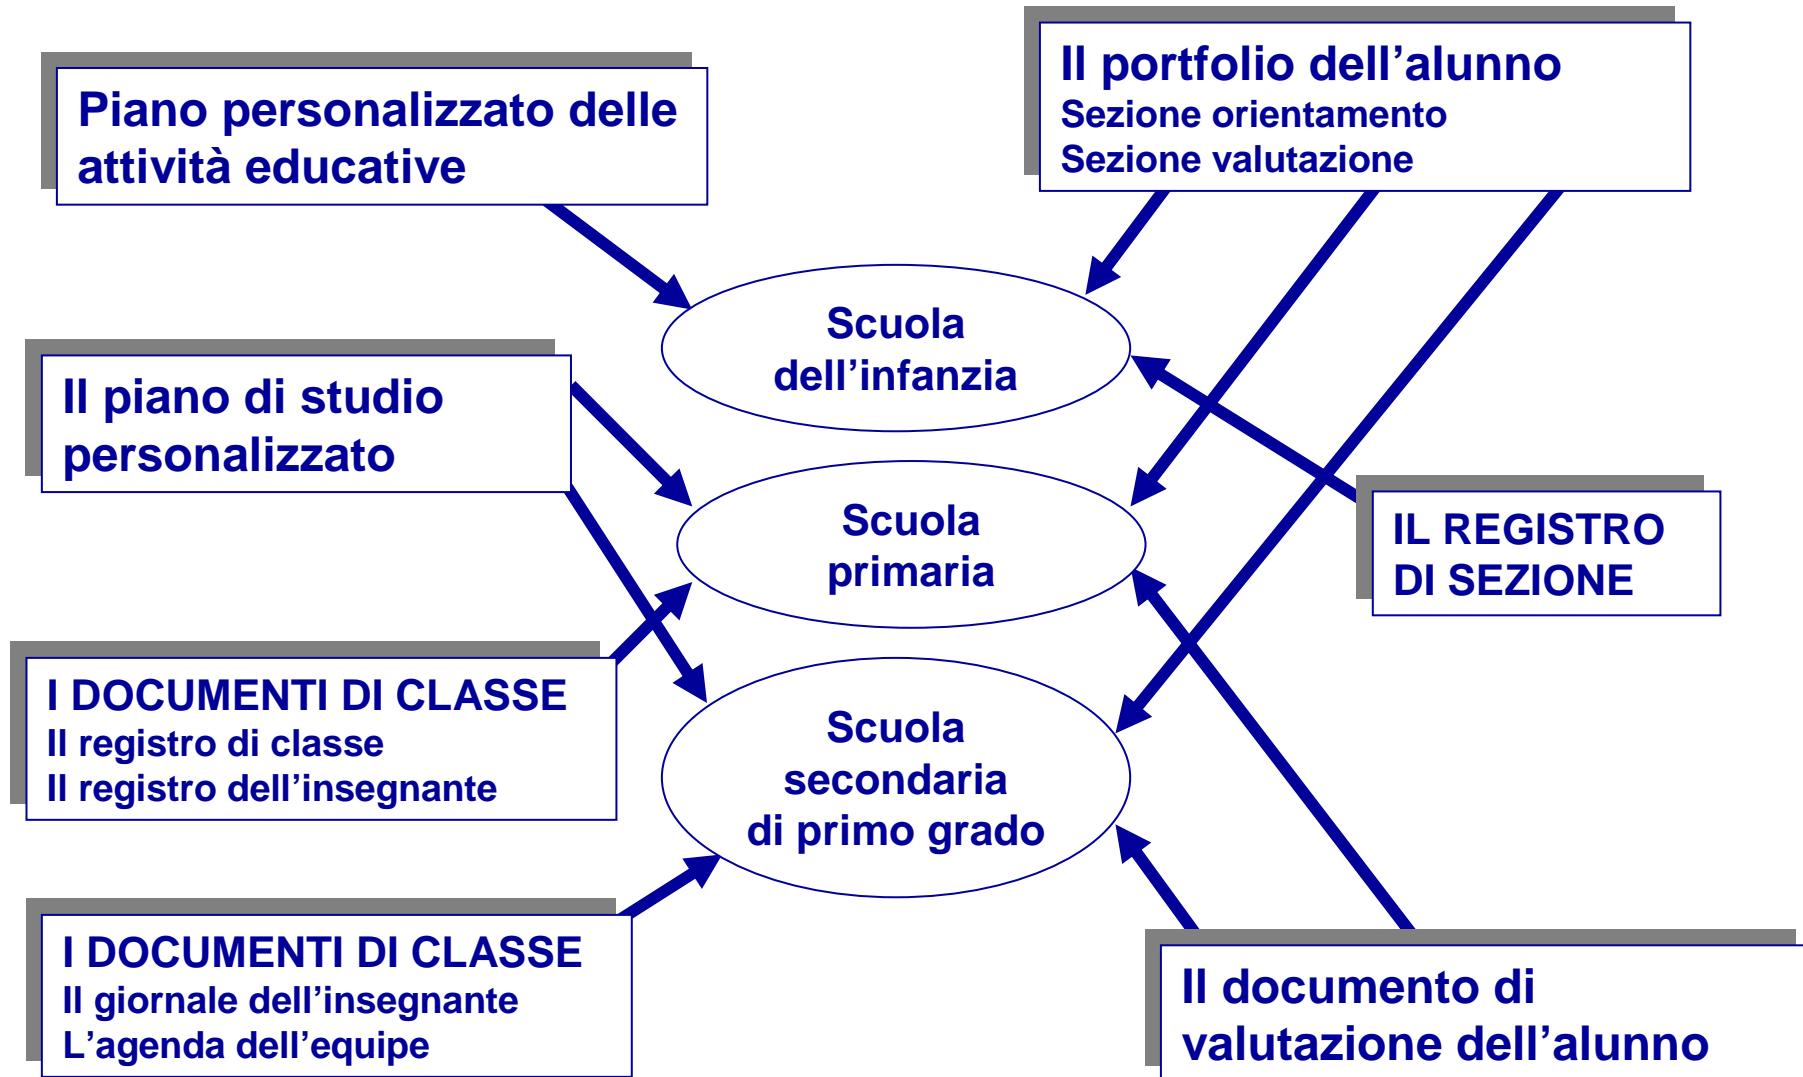 Piano personalizzato delle
attività educative
Il portfolio dell’alunno
Sezione orientamento
Sezione valutazione
Scuola
dell’infanzia
Il piano di studio
personalizzato
Scuola
primaria
IL REGISTRO
DI SEZIONE
I DOCUMENTI DI CLASSE
Il registro di classe
Il registro dell’insegnante
Scuola
secondaria
di primo grado
I DOCUMENTI DI CLASSE
Il giornale dell’insegnante
L’agenda dell’equipe
Il documento di
valutazione dell’alunno